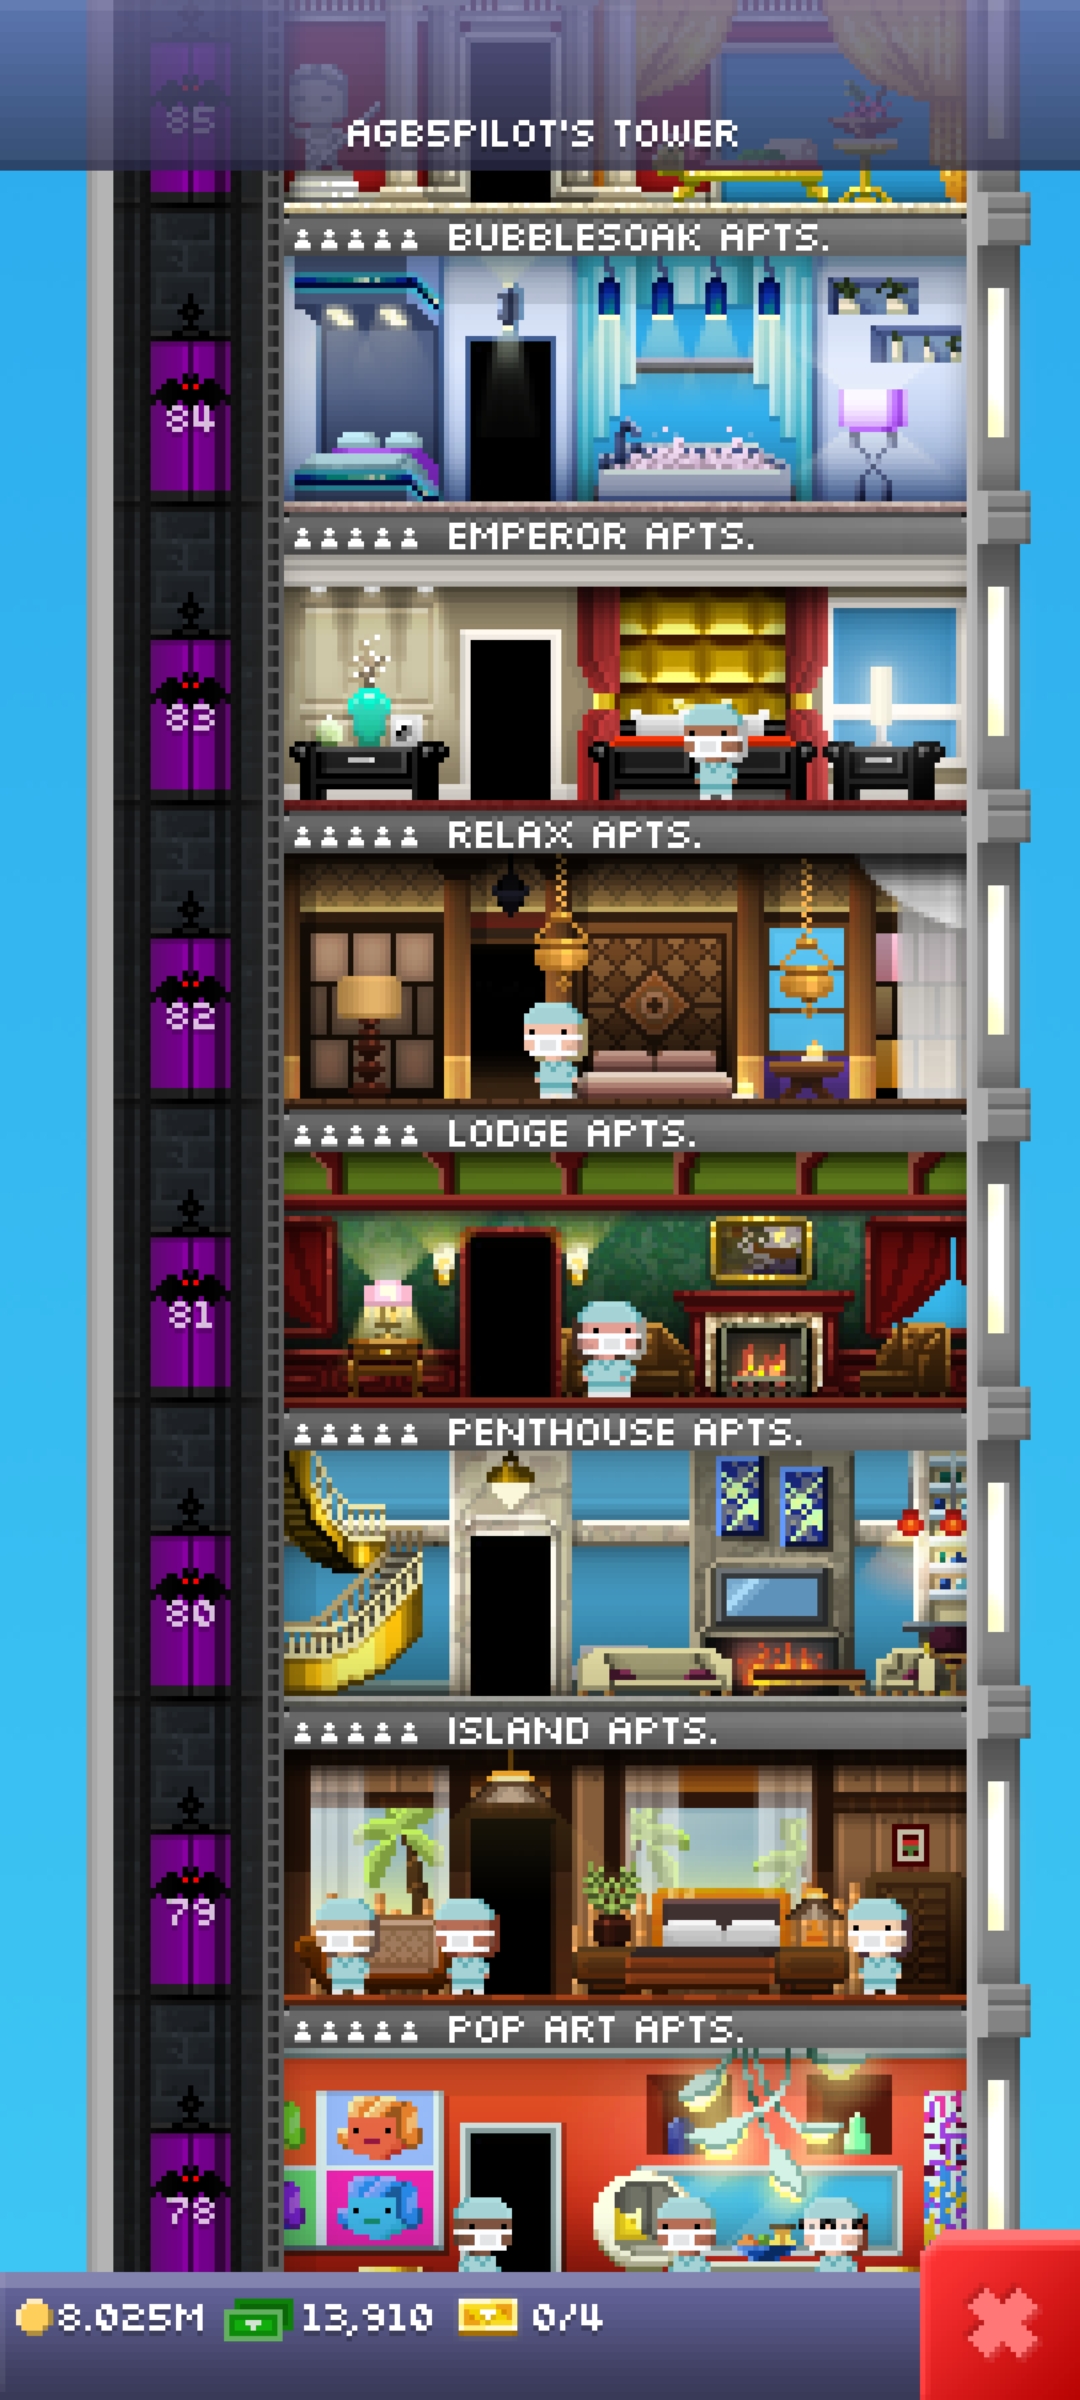 85
AGB5PILOT'S TOWER
BUBBLESOAK APTS.
84
EMPEROR APTS.
83
RELAX APTS.
82
LODGE APTS.
81
PENTHOUSE APTS.
80
ISLAND APTS.
79
POP ART APTS.
78
8.025M 13,910 0/4